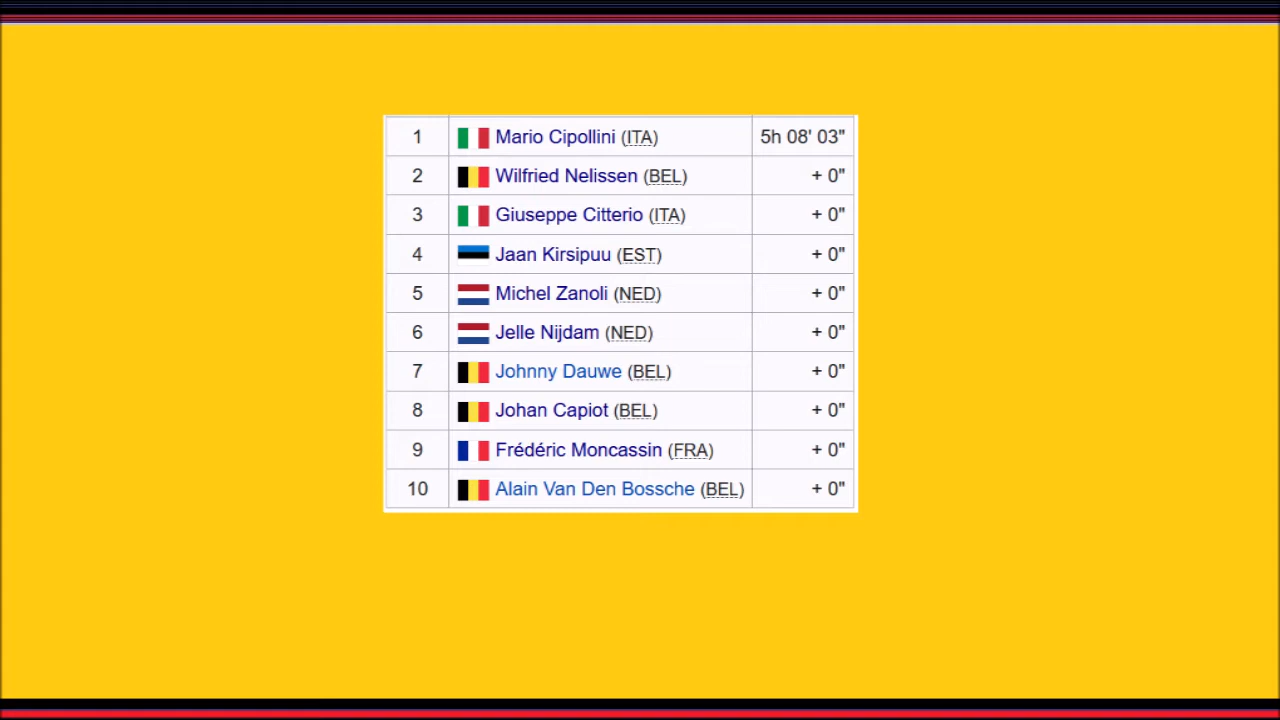 1 Mario Cipollini (ITA) 5h 08' 03"
2 Wilfried Nelissen (BEL) + 0"
3 Giuseppe Citterio (ITA) + 0"
4 Jaan Kirsipuu (EST) + 0"
5 Michel Zanoli (NED) + 0"
6 Jelle Nijdam (NED) + 0"
7 Johnny Dauwe (BEL) + 0"
8 Johan Capiot (BEL) + 0"
9 Frédéric Moncassin (FRA) + 0"
10 Alain Van Den Bossche (BEL) + 0"